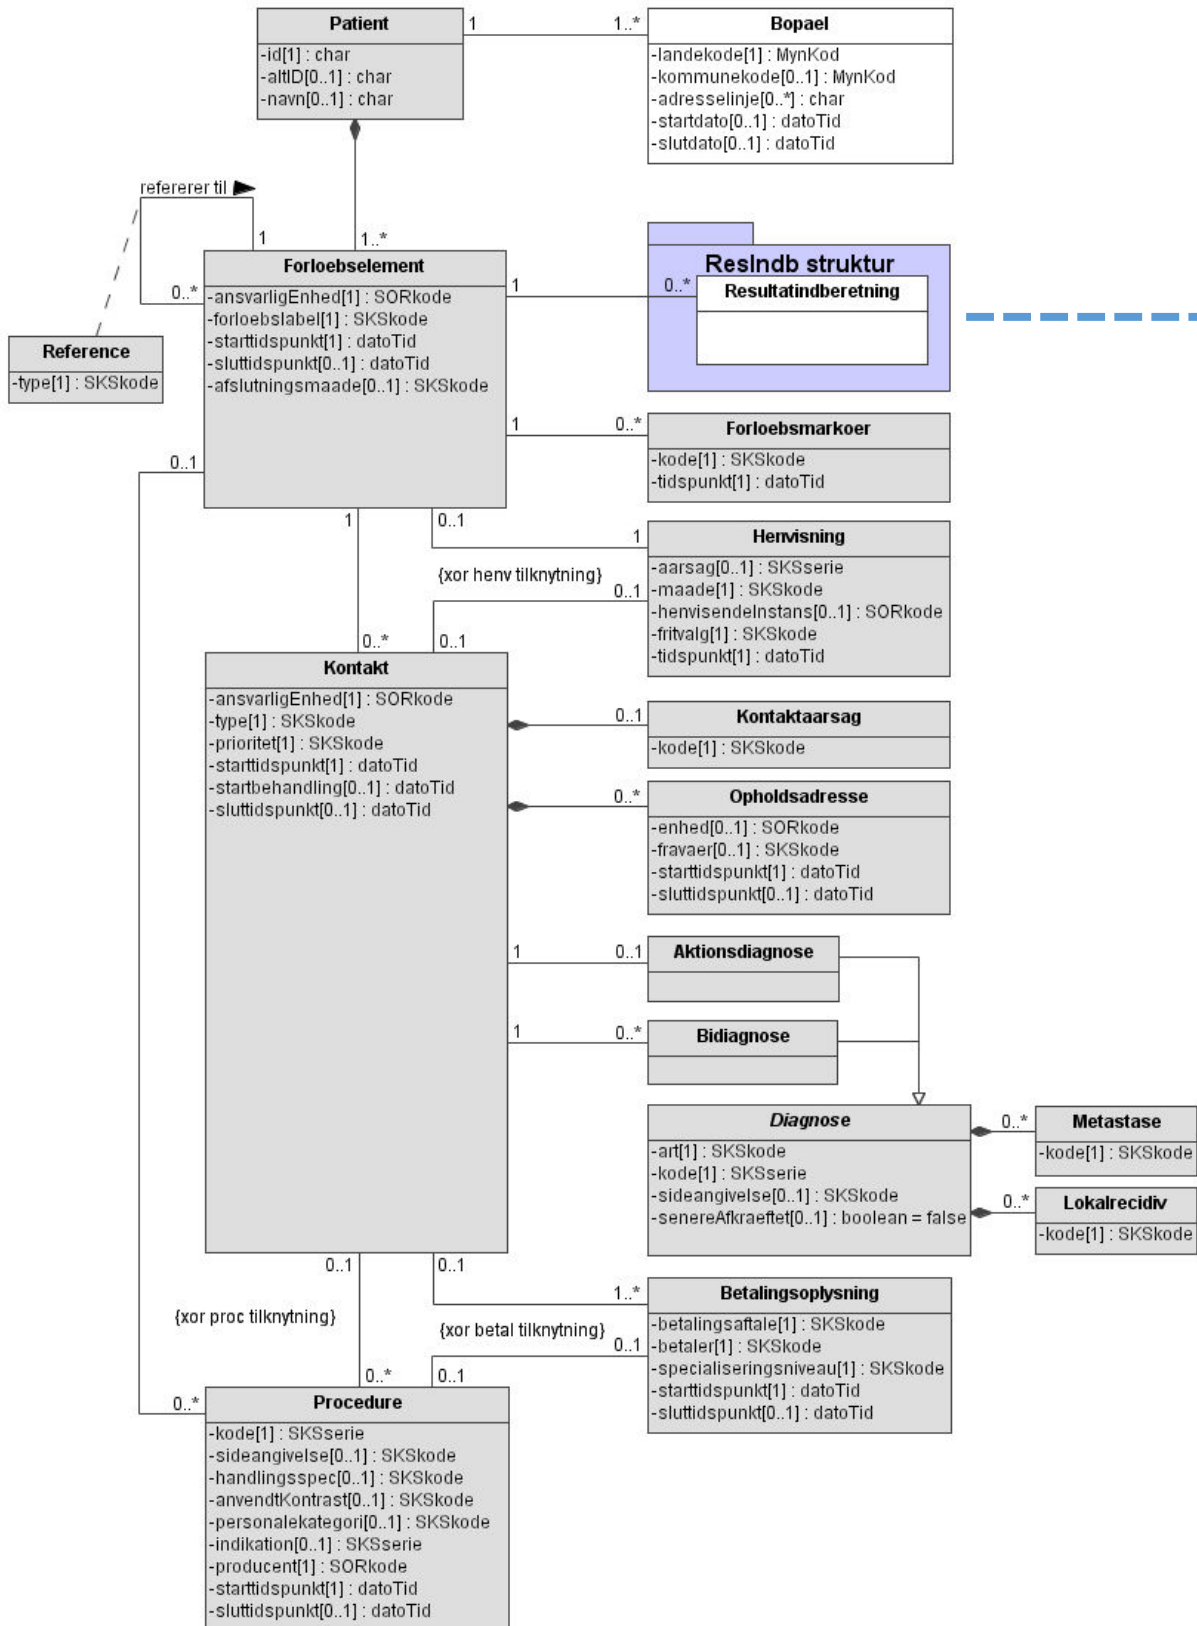 Patient
-id[1] : char
-altID[0..1] : char
-navn[0..1] : char
1
1..*
Bopael
-landekode[1] : MynKod
-kommunekode[0..1] : MynKod
-adresselinje[0..*] : char
-startdato[0..1] : datoTid
-slutdato[0..1] : datoTid
refererer til
1
1..*
0..*
Reference
-type[1] : SKSkode
Forloebselement
-ansvarligEnhed[1] : SORkode
-forloebslabel[1] : SKSkode
-starttidspunkt[1] : datoTid
-sluttidspunkt[0..1] : datoTid
-afslutningsmaade[0..1] : SKSkode
1
0..*
ResIndb struktur
Resultatindberetning
1
0..*
Forloebsmarkoer
-kode[1] : SKSkode
-tidspunkt[1] : datoTid
0..1
1
0..1
1
{xor henv tilknytning}
0..1
0..*
0..1
Henvisning
-aarsag[0..1] : SKSserie
-maade[1] : SKSkode
-henvisendeInstans[0..1] : SORkode
-fritvalg[1] : SKSkode
-tidspunkt[1] : datoTid
Kontakt
-ansvarligEnhed[1] : SORkode
-type[1] : SKSkode
-prioritet[1] : SKSkode
-starttidspunkt[1] : datoTid
-startbehandling[0..1] : datoTid
-sluttidspunkt[0..1] : datoTid
0..1
Kontaktaarsag
-kode[1] : SKSkode
0..*
Opholdsadresse
-enhed[0..1] : SORkode
-fravaer[0..1] : SKSkode
-starttidspunkt[1] : datoTid
-sluttidspunkt[0..1] : datoTid
1
0..1
Aktionsdiagnose
1
0..*
Bidiagnose
Diagnose
-art[1] : SKSkode
-kode[1] : SKSserie
-sideangivelse[0..1] : SKSkode
-senereAfkraeftet[0..1] : boolean = false
0..*
Metastase
-kode[1] : SKSkode
0..*
Lokalrecidiv
-kode[1] : SKSkode
0..1
0..1
1..*
{xor proc tilknytning}
{xor betal tilknytning}
0..1
0..*
0..1
0..*
Betalingsoplysning
-betalingsaftale[1] : SKSkode
-betaler[1] : SKSkode
-specialiseringsniveau[1] : SKSkode
-starttidspunkt[1] : datoTid
-sluttidspunkt[0..1] : datoTid
Procedure
-kode[1] : SKSserie
-sideangivelse[0..1] : SKSkode
-handlingsspec[0..1] : SKSkode
-anvendtKontrast[0..1] : SKSkode
-personalekategori[0..1] : SKSkode
-indikation[0..1] : SKSserie
-producent[1] : SORkode
-starttidspunkt[1] : datoTid
-sluttidspunkt[0..1] : datoTid